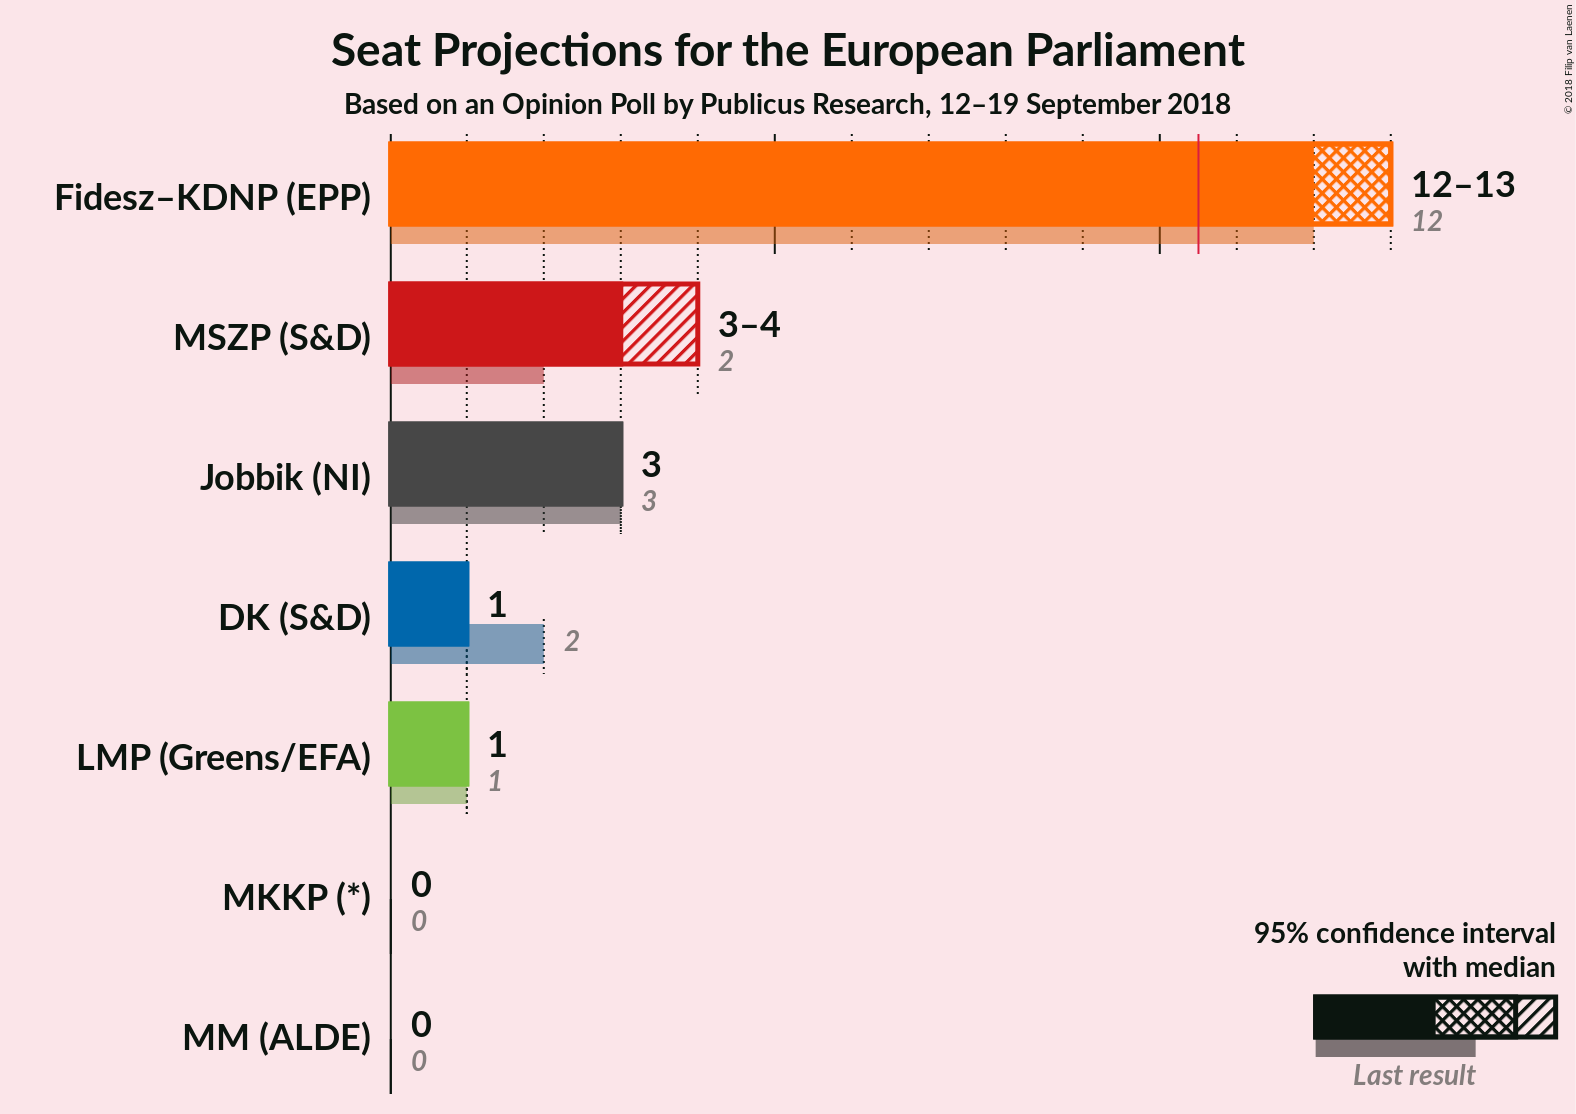 Seat Projections for the European Parliament
Based on an Opinion Poll by Publicus Research, 12–19 September 2018
© 2018 Filip van Laenen
Fidesz–KDNP (EPP)
12–13
12
MSZP (S&D)
3–4
2
Jobbik (NI)
3
3
DK (S&D)
1
2
LMP (Greens/EFA)
1
1
MKKP (*)
0
0
MM (ALDE)
0
0
95% confidence interval
with median
Last result